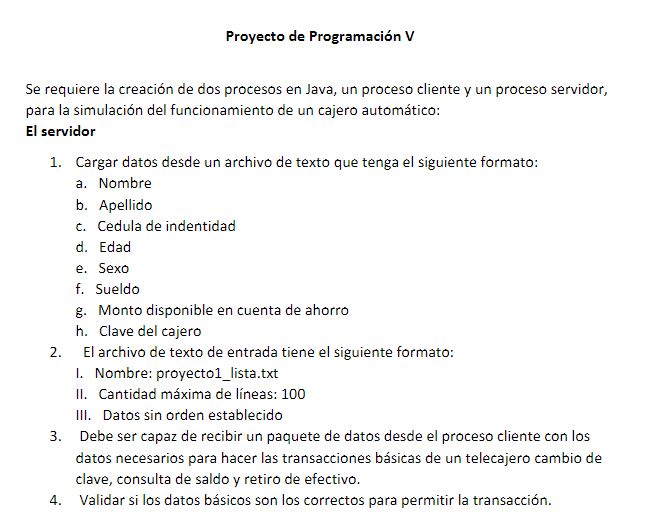 Proyecto de Programación V
Se requiere la creación de dos procesos en Java, un proceso cliente y un proceso servidor,
para la simulación del funcionamiento de un cajero automático:
El servidor
1. Cargar datos desde un archivo de texto que tenga el siguiente formato:
a. Nombre
b. Apellido
c. Cedula de indentidad
d. Edad
e. Sexo
f. Sueldo
g. Monto disponible en cuenta de ahorro
h. Clave del cajero
2. El archivo de texto de entrada tiene el siguiente formato:
I. Nombre: proyecto1_lista.txt
II. Cantidad máxima de líneas: 100
III. Datos sin orden establecido
3. Debe ser capaz de recibir un paquete de datos desde el proceso cliente con los
datos necesarios para hacer las transacciones básicas de un telecajero cambio de
clave, consulta de saldo y retiro de efectivo.
4. Validar si los datos básicos son los correctos para permitir la transacción.